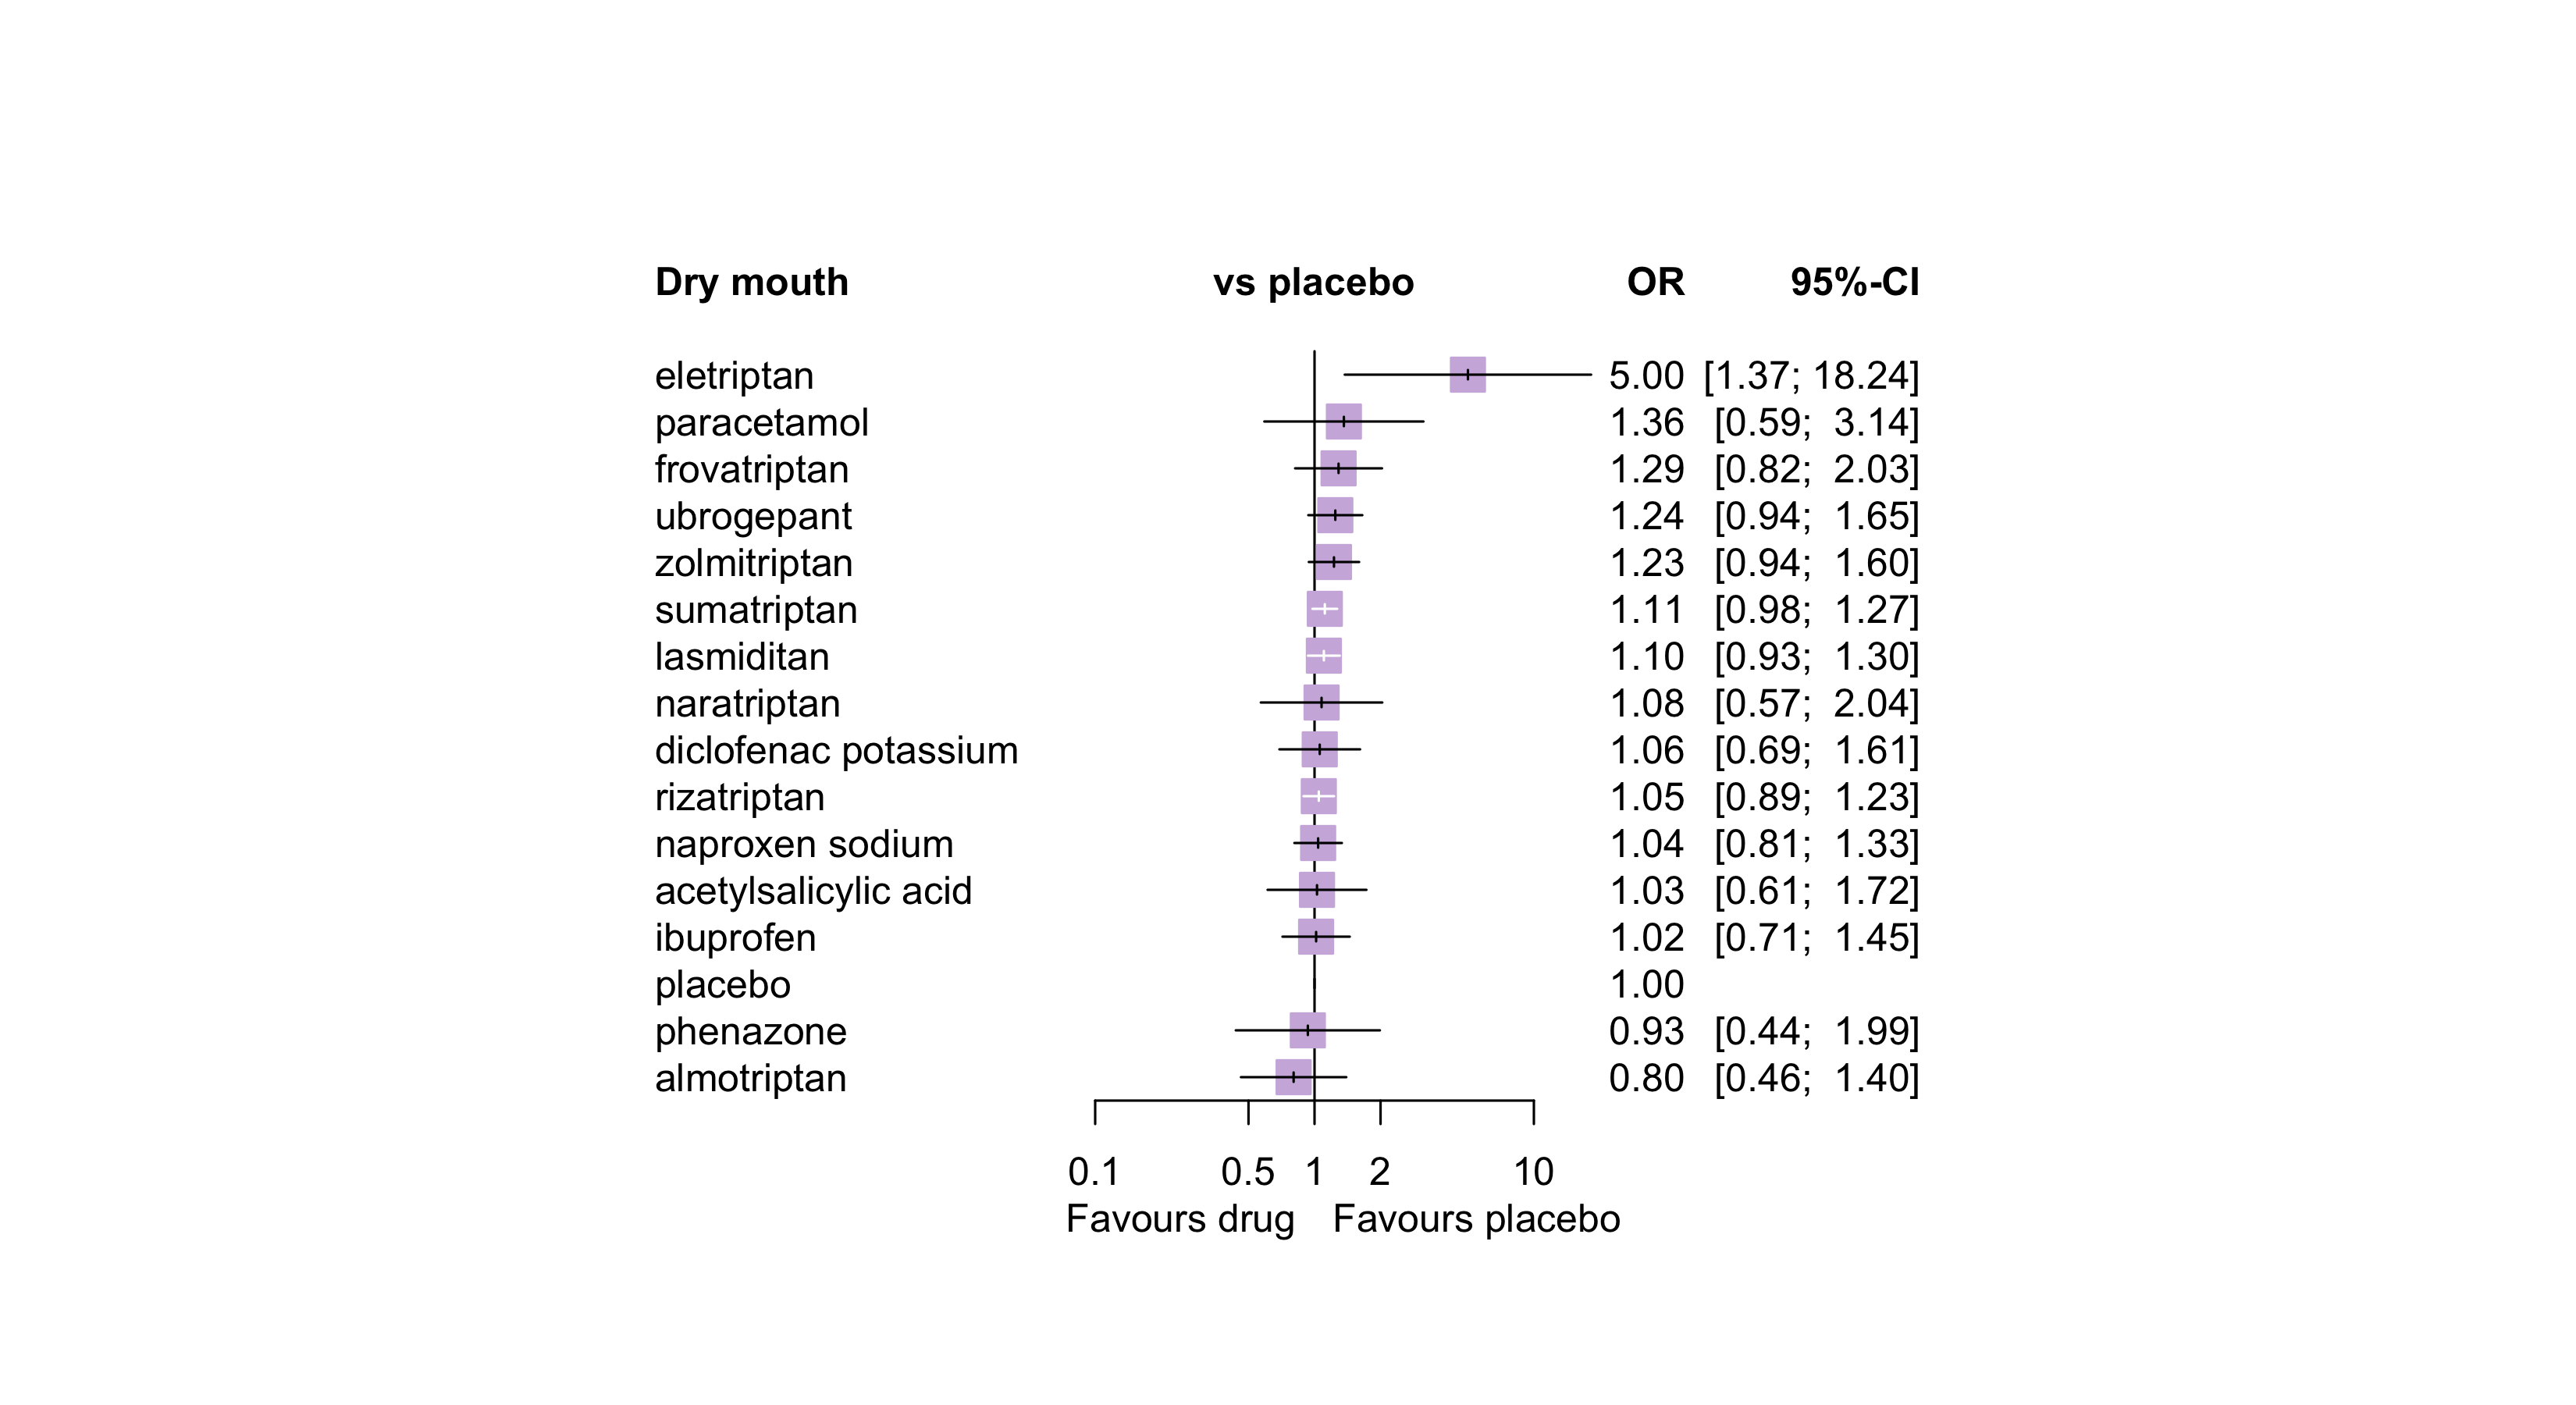 Dry mouth vs placebo OR 95%-CI
eletriptan 5.00 [1.37; 18.24]
paracetamol 1.36 [0.59; 3.14]
frovatriptan 1.29 [0.82; 2.03]
ubrogepant 1.24 [0.94; 1.65]
zolmitriptan 1.23 [0.94; 1.60]
sumatriptan 1.11 [0.98; 1.27]
lasmiditan 1.10 [0.93; 1.30]
naratriptan 1.08 [0.57; 2.04]
diclofenac potassium 1.06 [0.69; 1.61]
rizatriptan 1.05 [0.89; 1.23]
naproxen sodium 1.04 [0.81; 1.33]
acetylsalicylic acid 1.03 [0.61; 1.72]
ibuprofen 1.02 [0.71; 1.45]
placebo 1.00
phenazone 0.93 [0.44; 1.99]
almotriptan 0.80 [0.46; 1.40]
0.1 0.5 1 2 10
Favours drug Favours placebo